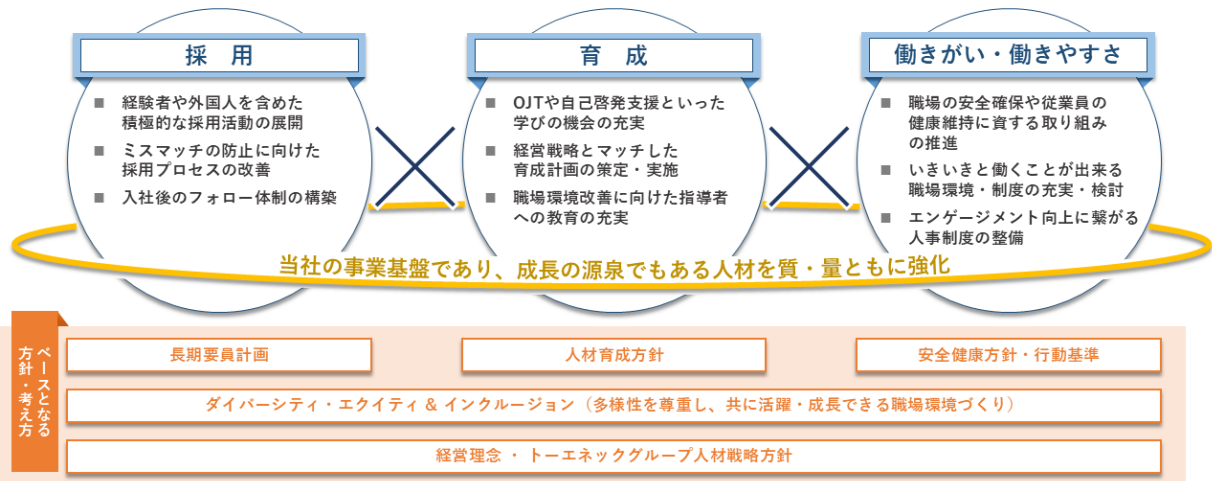 採　用
■ 経験者や外国人を含めた
積極的な採用活動の展開
■ ミスマッチの防止に向けた
採用プロセスの改善
■ 入社後のフォロー体制の構築
育　成
■ OJTや自己啓発支援といった
学びの機会の充実
■ 経営戦略とマッチした
育成計画の策定・実施
■ 職場環境改善に向けた指導者
への教育の充実
働きがい・働きやすさ
■ 職場の安全確保や従業員の
健康維持に資する取り組み
の推進
■ いきいきと働くことが出来る
職場環境・制度の充実・検討
■ エンゲージメント向上に繋がる
人事制度の整備
当社の事業基盤であり、成長の源泉でもある人材を質・量ともに強化
ベースとなる
方針・考え方
長期要員計画
人材育成方針
安全健康方針・行動基準
ダイバーシティ・エクイティ & インクルージョン（多様性を尊重し、共に活躍・成長できる職場環境づくり）
経営理念 ・ トーエネックグループ人材戦略方針